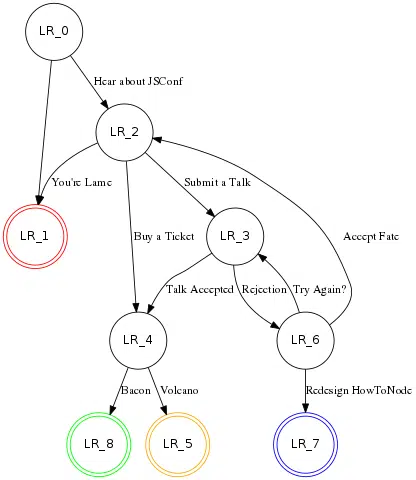 LR_0
Hear about JSConf
LR_2
You're Lame
Submit a Talk
LR_1
Buy a Ticket
LR_3
Accept Fate
Talk Accepted
Rejection
Try Again?
LR_4
LR_6
Bacon
Volcano
Redesign HowToNode
LR_8
LR_5
LR_7